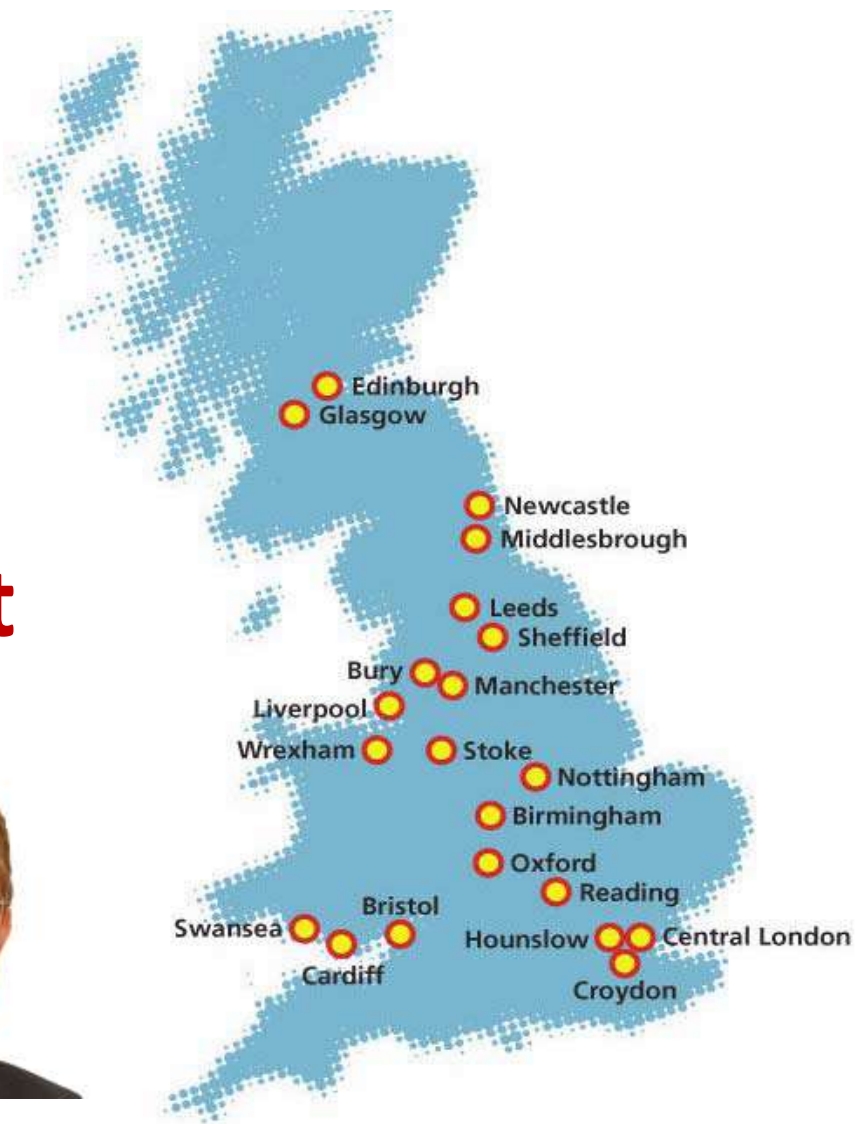 Edinburgh
Glasgow
Newcastle
Middlesbrough
Leeds
Sheffield
t
Bury
Manchester
Liverpool
Wrexham
Stoke
Nottingham
Birmingham
Oxford
Reading
Bristol
Swansea
Hounslow
Central London
Cardiff
Croydon